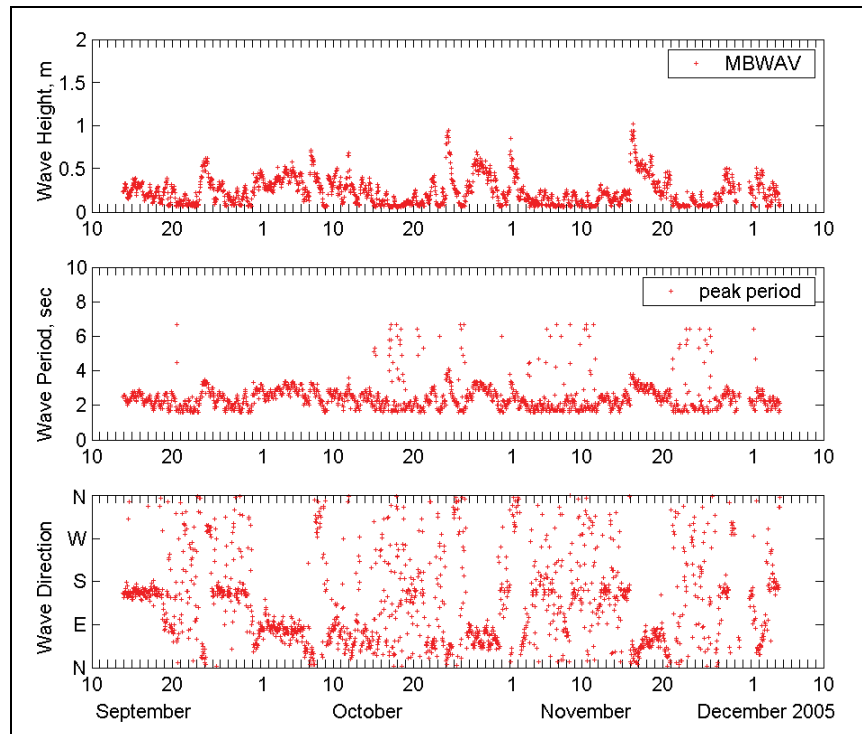 2
MBWAV
1.5
Wave Height, m
1
0.5
0
10 20 1 10 20 1 10 20 1 10
10
peak period
8
Wave Period, sec
6
4
2
0
10 20 1 10 20 1 10 20 1 10
N
W
Wave Direction
S
E
N
10 20 1 10 20 1 10 20 1 10
September October November December 2005